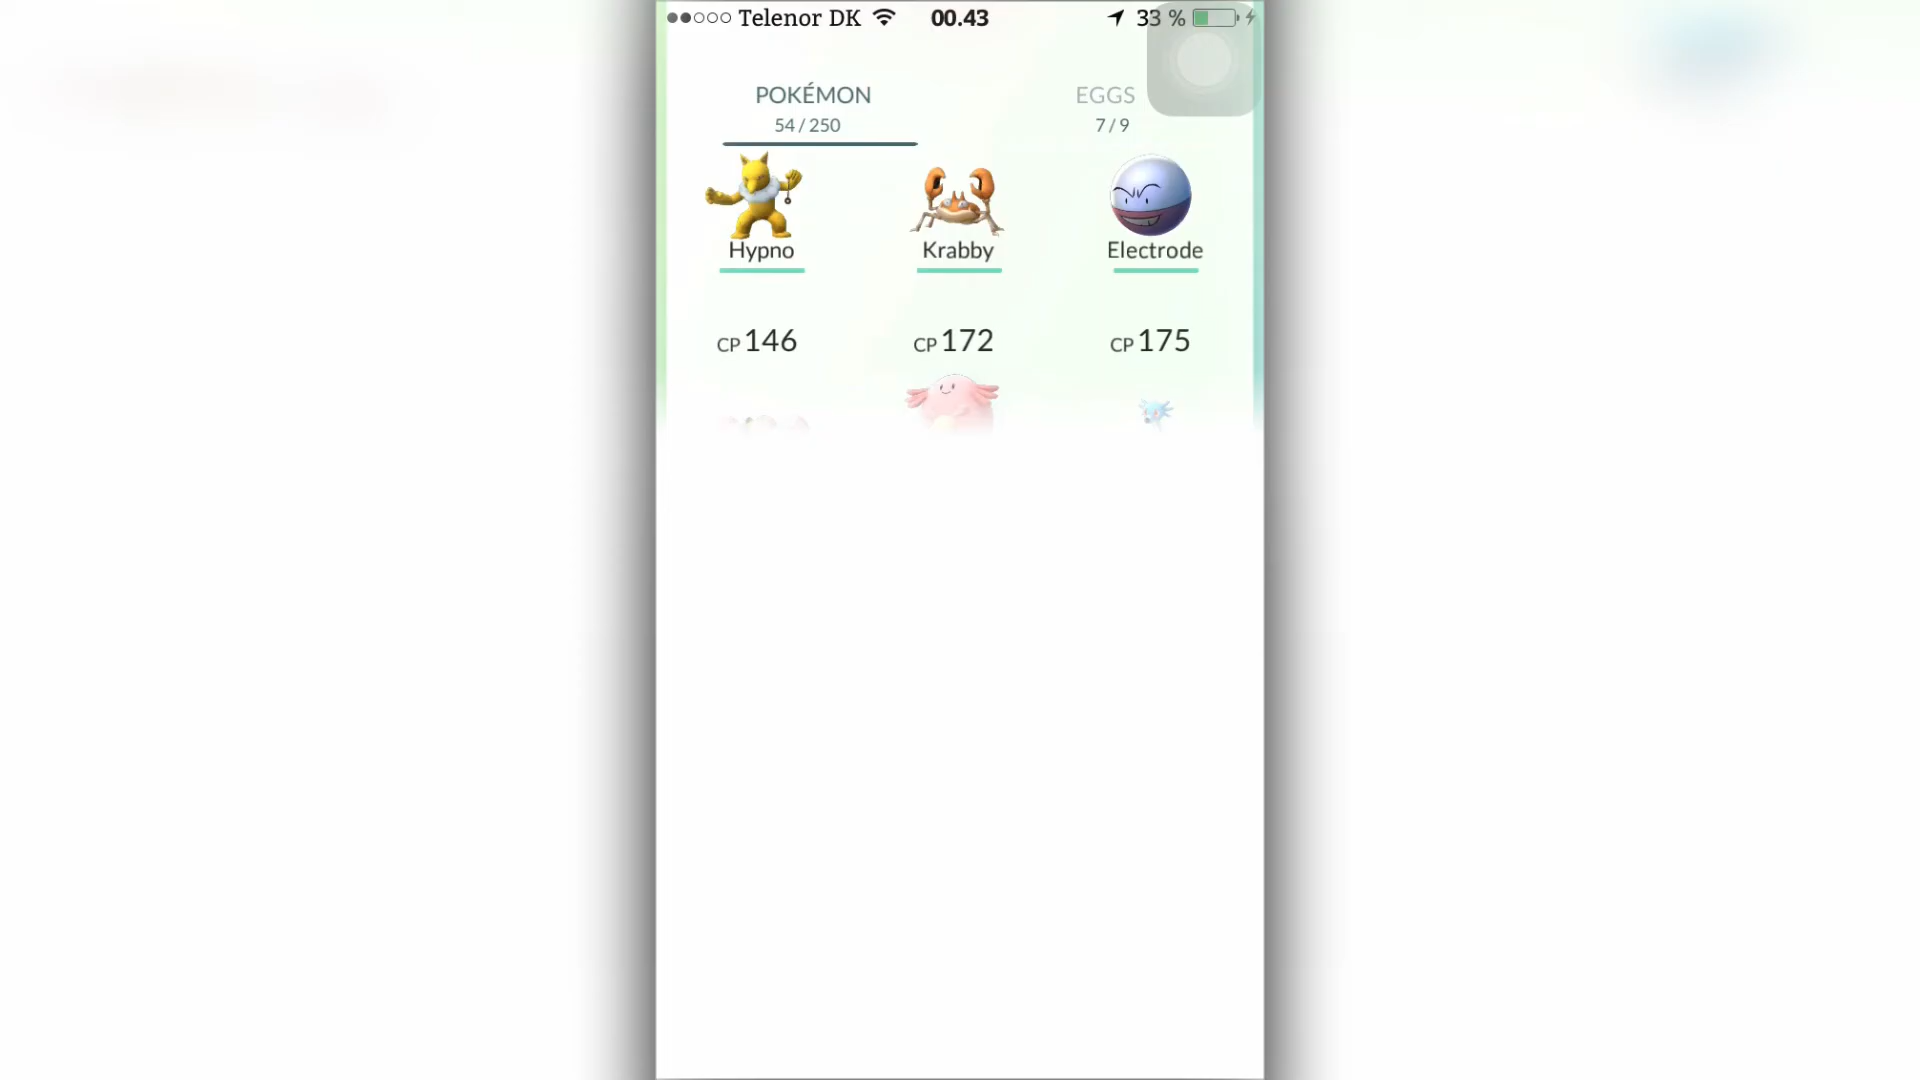 Telenor DK 00.43 33 %
POKÉMON EGGS
54 / 250 7 / 9
Hypno Krabby Electrode
CP 146 CP 172 CP 175